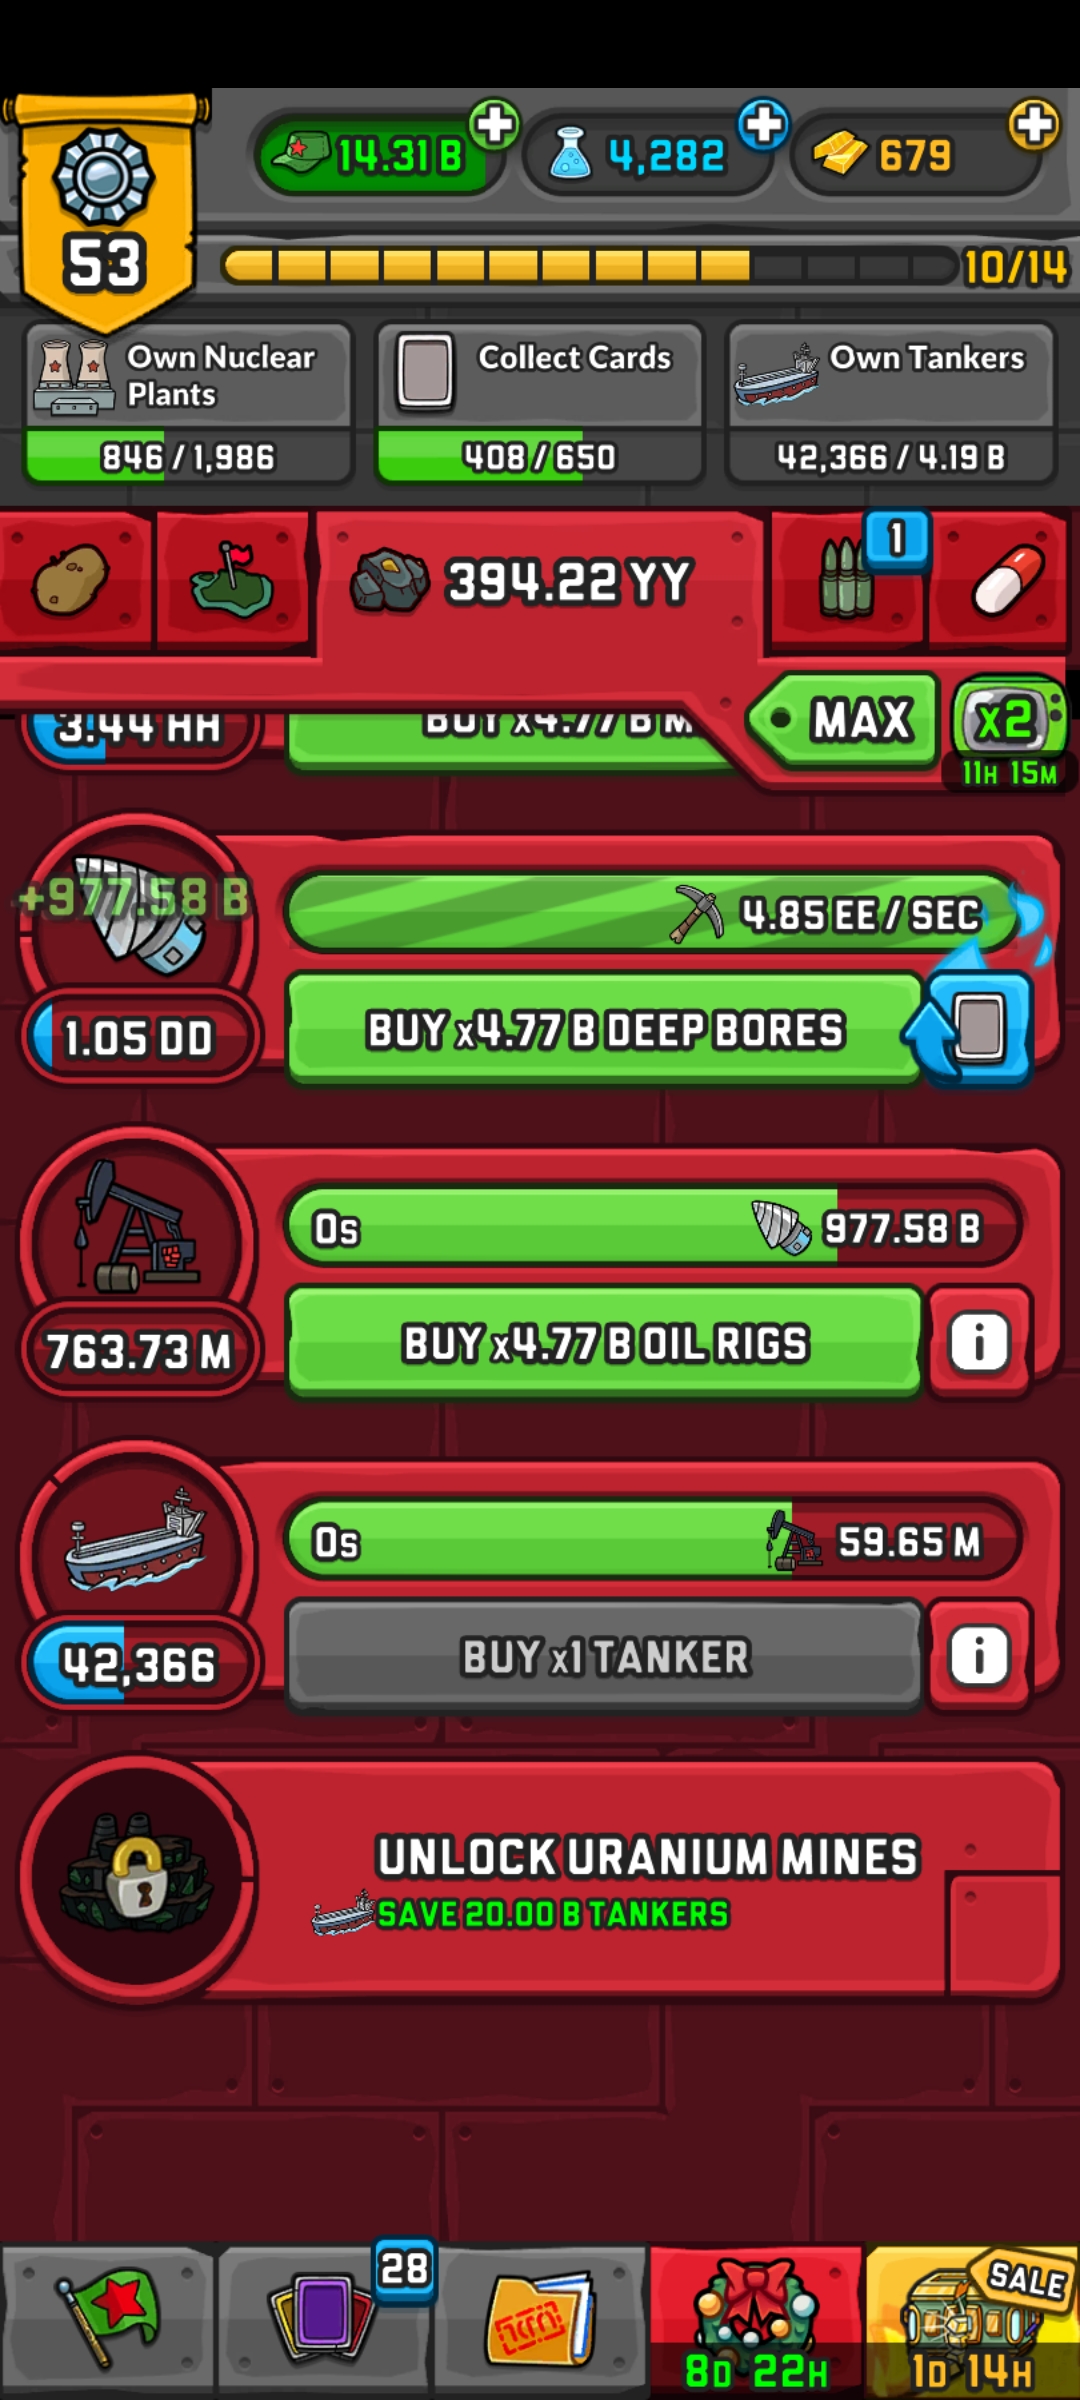 14.31 B
4,282
679
53
10/14
Own Nuclear Plants
846 / 1,986
Collect Cards
408 / 650
Own Tankers
42,366 / 4.19 B
394.22 YY
1
3.44 HH
BUY x4.77 B M
MAX
x2
11H 15M
+977.58 B
4.85 EE / SEC
1.05 DD
BUY x4.77 B DEEP BORES
0s
977.58 B
763.73 M
BUY x4.77 B OIL RIGS
i
0s
59.65 M
42,366
BUY x1 TANKER
i
UNLOCK URANIUM MINES
SAVE 20.00 B TANKERS
28
SALE
8D 22H
1D 14H